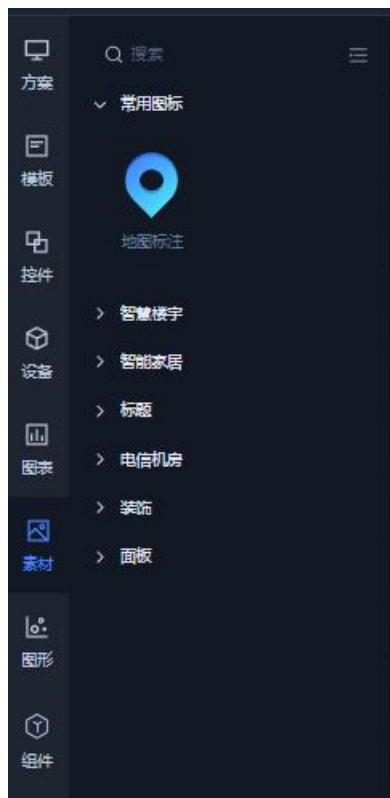 方案
模板
控件
设备
图表
素材
图形
组件
搜索
常用图标
地图标注
智慧楼宇
智能家居
标题
电信机房
装饰
面板